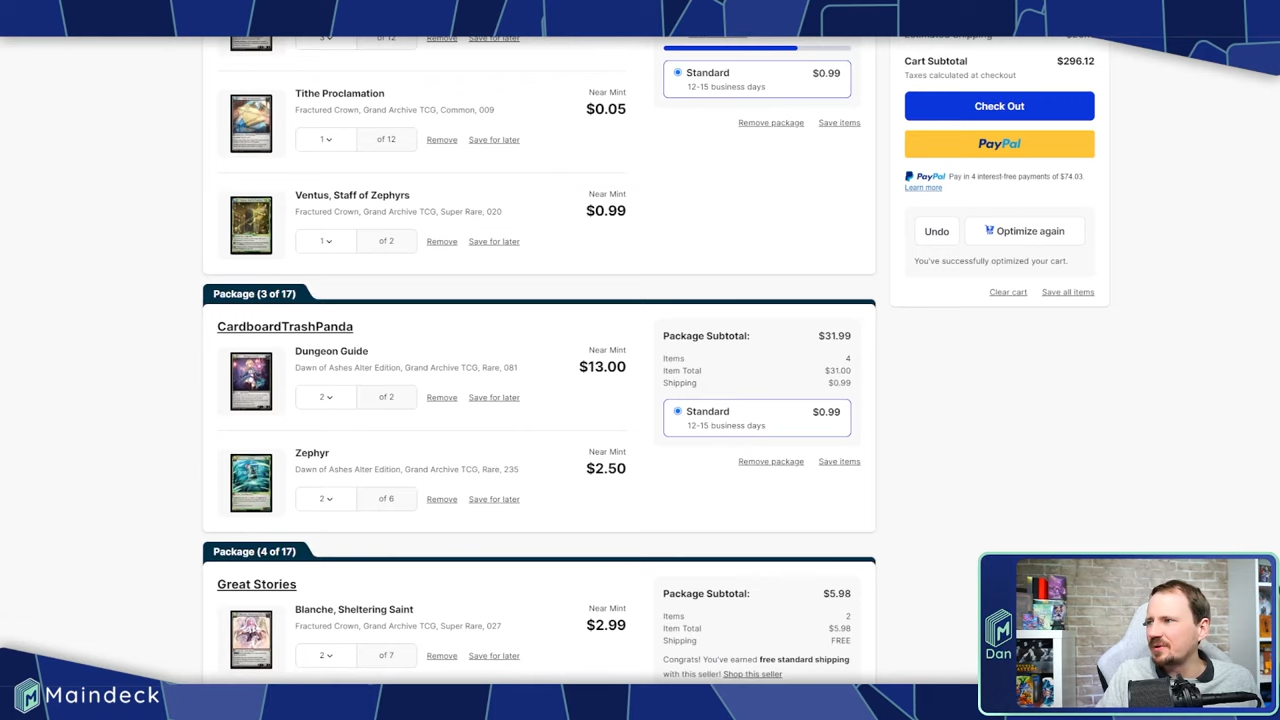 3
of 12
Remove
Save for later
Tithe Proclamation
Fractured Crown, Grand Archive TCG, Common, 009
Near Mint
$0.05
1
of 12
Remove
Save for later
Ventus, Staff of Zephyrs
Fractured Crown, Grand Archive TCG, Super Rare, 020
Near Mint
$0.99
1
of 2
Remove
Save for later
Standard
$0.99
12-15 business days
Remove package
Save items
Cart Subtotal
$296.12
Taxes calculated at checkout
Check Out
PayPal
PayPal Pay in 4 interest-free payments of $74.03
Learn more
Undo
Optimize again
You've successfully optimized your cart.
Clear cart
Save all items
Package (3 of 17)
CardboardTrashPanda
Dungeon Guide
Dawn of Ashes Alter Edition, Grand Archive TCG, Rare, 081
Near Mint
$13.00
2
of 2
Remove
Save for later
Zephyr
Dawn of Ashes Alter Edition, Grand Archive TCG, Rare, 235
Near Mint
$2.50
2
of 6
Remove
Save for later
Package Subtotal:
$31.99
Items
4
Item Total
$31.00
Shipping
$0.99
Standard
$0.99
12-15 business days
Remove package
Save items
Package (4 of 17)
Great Stories
Blanche, Sheltering Saint
Fractured Crown, Grand Archive TCG, Super Rare, 027
Near Mint
$2.99
2
of 7
Remove
Save for later
Package Subtotal:
$5.98
Items
2
Item Total
$5.98
Shipping
FREE
Congrats! You've earned free standard shipping
with this seller! Shop this seller
Dan
Maindeck